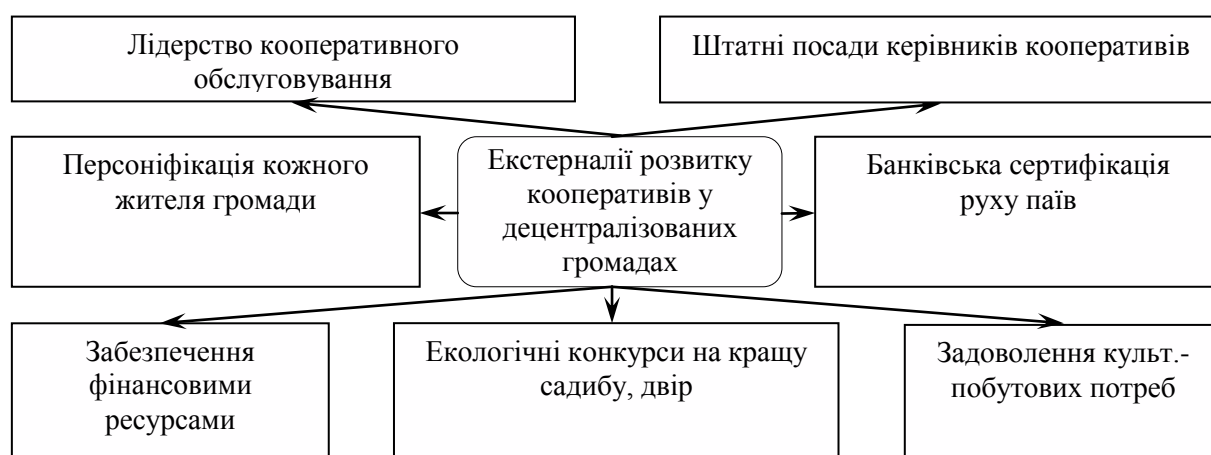 Лідерство кооперативного
обслуговування
Штатні посади керівників кооперативів
Персоніфікація кожного
жителя громади
Екстерналії розвитку
кооперативів у
децентралізованих
громадах
Банківська сертифікація
руху паїв
Забезпечення
фінансовими
ресурсами
Екологічні конкурси на кращу
садибу, двір
Задоволення культ.-
побутових потреб